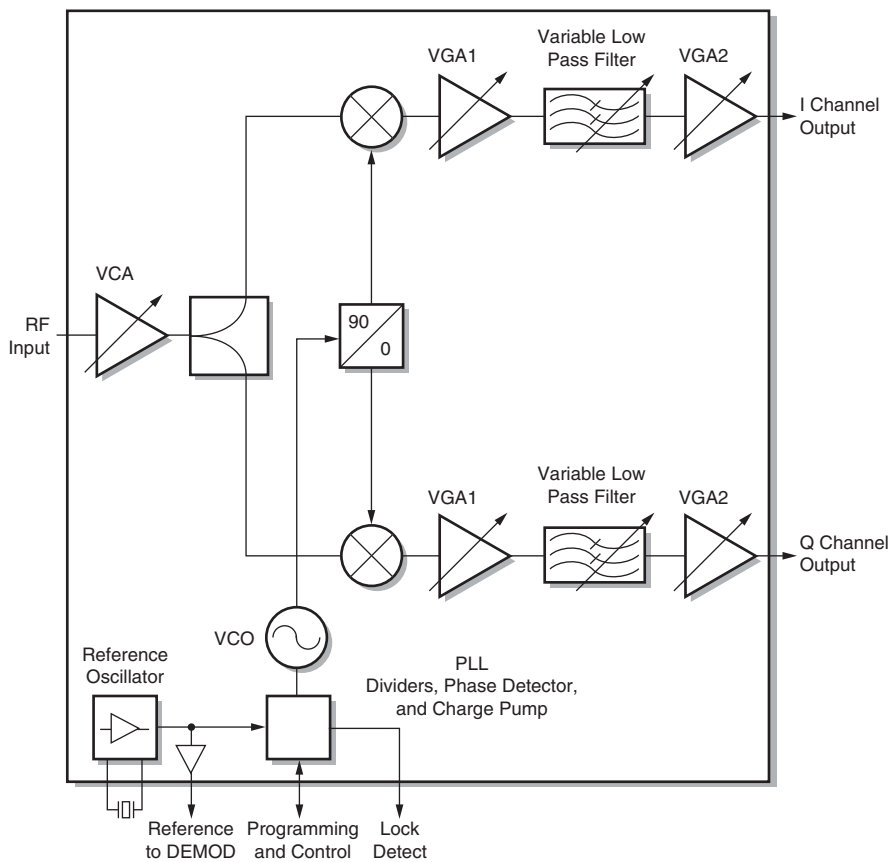 VGA1
Variable Low
Pass Filter
VGA2
I Channel
Output
VCA
RF
Input
90
0
VGA1
Variable Low
Pass Filter
VGA2
Q Channel
Output
VCO
Reference
Oscillator
PLL
Dividers, Phase Detector,
and Charge Pump
Reference
to DEMOD
Programming
and Control
Lock
Detect